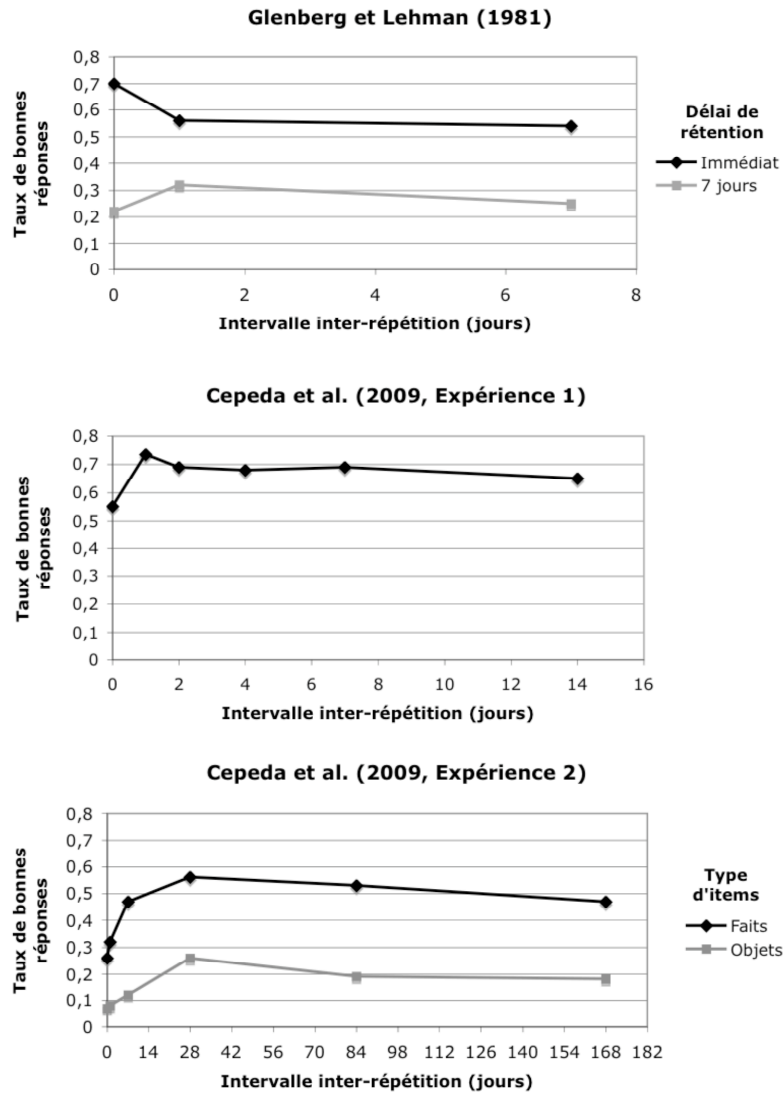 Glenberg et Lehman (1981)
Taux de bonnes
réponses
0,8
0,7
0,6
0,5
0,4
0,3
0,2
0,1
0
0 2 4 6 8
Intervalle inter-répétition (jours)
Délai de
rétention
Immédiat
7 jours
Cepeda et al. (2009, Expérience 1)
Taux de bonnes
réponses
0,8
0,7
0,6
0,5
0,4
0,3
0,2
0,1
0
0 2 4 6 8 10 12 14 16
Intervalle inter-répétition (jours)
Cepeda et al. (2009, Expérience 2)
Taux de bonnes
réponses
0,8
0,7
0,6
0,5
0,4
0,3
0,2
0,1
0
0 14 28 42 56 70 84 98 112 126 140 154 168 182
Intervalle inter-répétition (jours)
Type
d'items
Faits
Objets